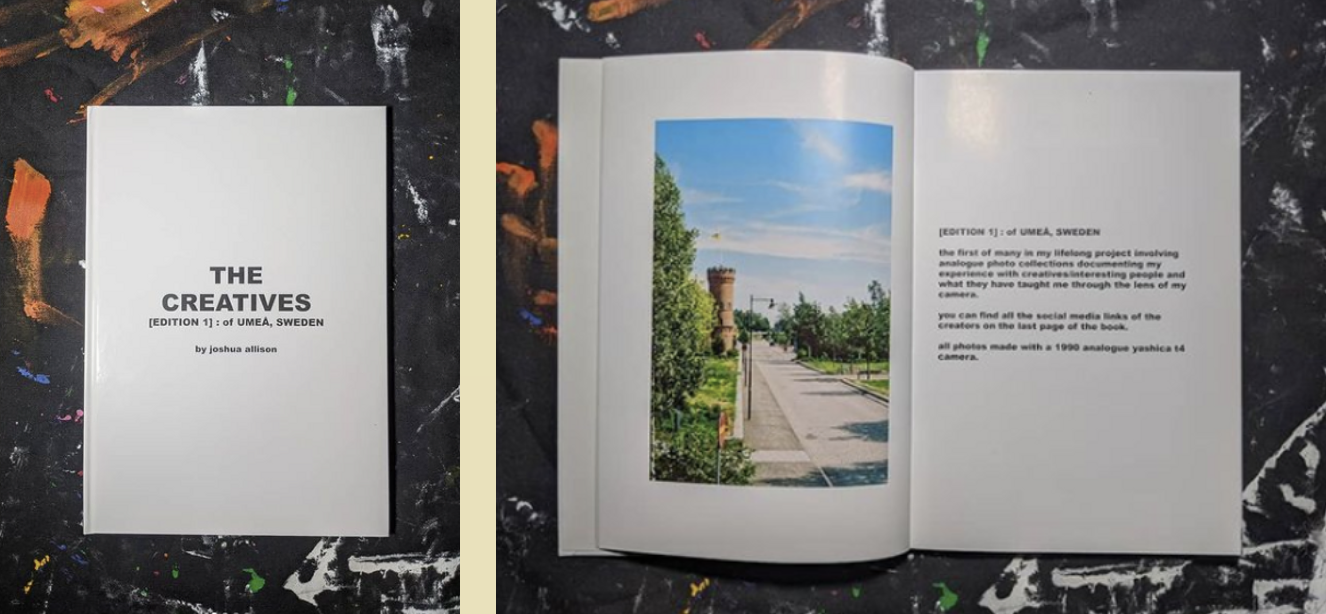 THE
CREATIVES
[EDITION 1] : of UMEÅ, SWEDEN
by joshua allison
[EDITION 1] : of UMEÅ, SWEDEN
the first of many in my lifelong project involving
analogue photo collections documenting my
experience with creatives/interesting people and
what they have taught me through the lens of my
camera.
you can find all the social media links of the
creators on the last page of the book.
all photos made with a 1990 analogue yashica t4
camera.